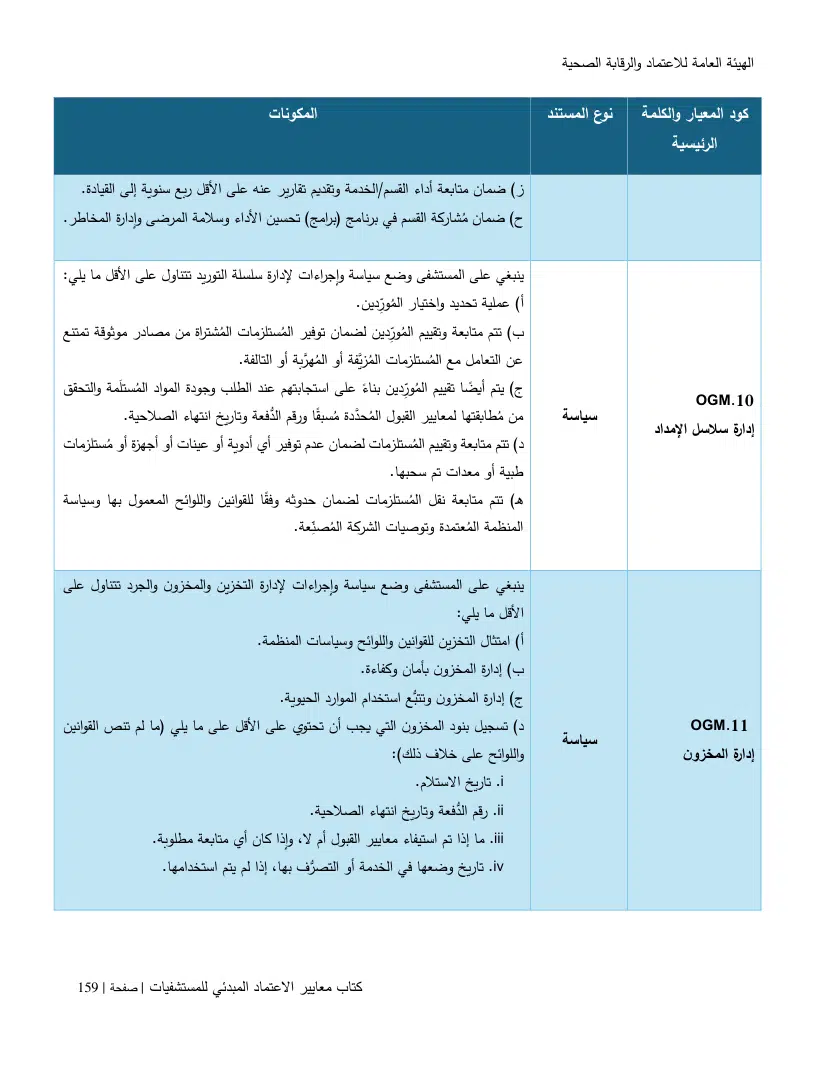 الهيئة العامة للاعتماد والرقابة الصحية
كود المعيار والكلمة الرئيسية
نوع المستند
المكونات
ز) ضمان متابعة أداء القسم/الخدمة وتقديم تقارير عنه على الأقل ربع سنوية إلى القيادة.
ح) ضمان مُشاركة القسم في برنامج (برامج) تحسين الأداء وسلامة المرضى وإدارة المخاطر.
OGM.10
إدارة سلاسل الإمداد
سياسة
ينبغي على المستشفى وضع سياسة وإجراءات لإدارة سلسلة التوريد تتناول على الأقل ما يلي:
أ) عملية تحديد واختيار المُورِّدين.
ب) تتم متابعة وتقييم المُورِّدين لضمان توفير المُستلزمات المُشتراة من مصادر موثوقة تمتنع
عن التعامل مع المُستلزمات المُزيَّفة أو المُهرَّبة أو التالفة.
ج) يتم أيضًا تقييم المُورِّدين بناءً على استجابتهم عند الطلب وجودة المواد المُستلَمة والتحقق
من مُطابقتها لمعايير القبول المُحدَّدة مُسبقًا ورقم الدُّفعة وتاريخ انتهاء الصلاحية.
د) تتم متابعة وتقييم المُستلزمات لضمان عدم توفير أي أدوية أو عينات أو أجهزة أو مُستلزمات
طبية أو معدات تم سحبها.
هـ) تتم متابعة نقل المُستلزمات لضمان حدوثه وفقًا للقوانين واللوائح المعمول بها وسياسة
المنظمة المُعتمدة وتوصيات الشركة المُصنِّعة.
OGM.11
إدارة المخزون
سياسة
ينبغي على المستشفى وضع سياسة وإجراءات لإدارة التخزين والمخزون والجرد تتناول على
الأقل ما يلي:
أ) امتثال التخزين للقوانين واللوائح وسياسات المنظمة.
ب) إدارة المخزون بأمان وكفاءة.
ج) إدارة المخزون وتتبُّع استخدام الموارد الحيوية.
د) تسجيل بنود المخزون التي يجب أن تحتوي على الأقل على ما يلي (ما لم تنص القوانين
واللوائح على خلاف ذلك):
i. تاريخ الاستلام.
ii. رقم الدُّفعة وتاريخ انتهاء الصلاحية.
iii. ما إذا تم استيفاء معايير القبول أم لا، وإذا كان أي متابعة مطلوبة.
iv. تاريخ وضعها في الخدمة أو التصرُّف بها، إذا لم يتم استخدامها.
كتاب معايير الاعتماد المبدئي للمستشفيات | صفحة | 159